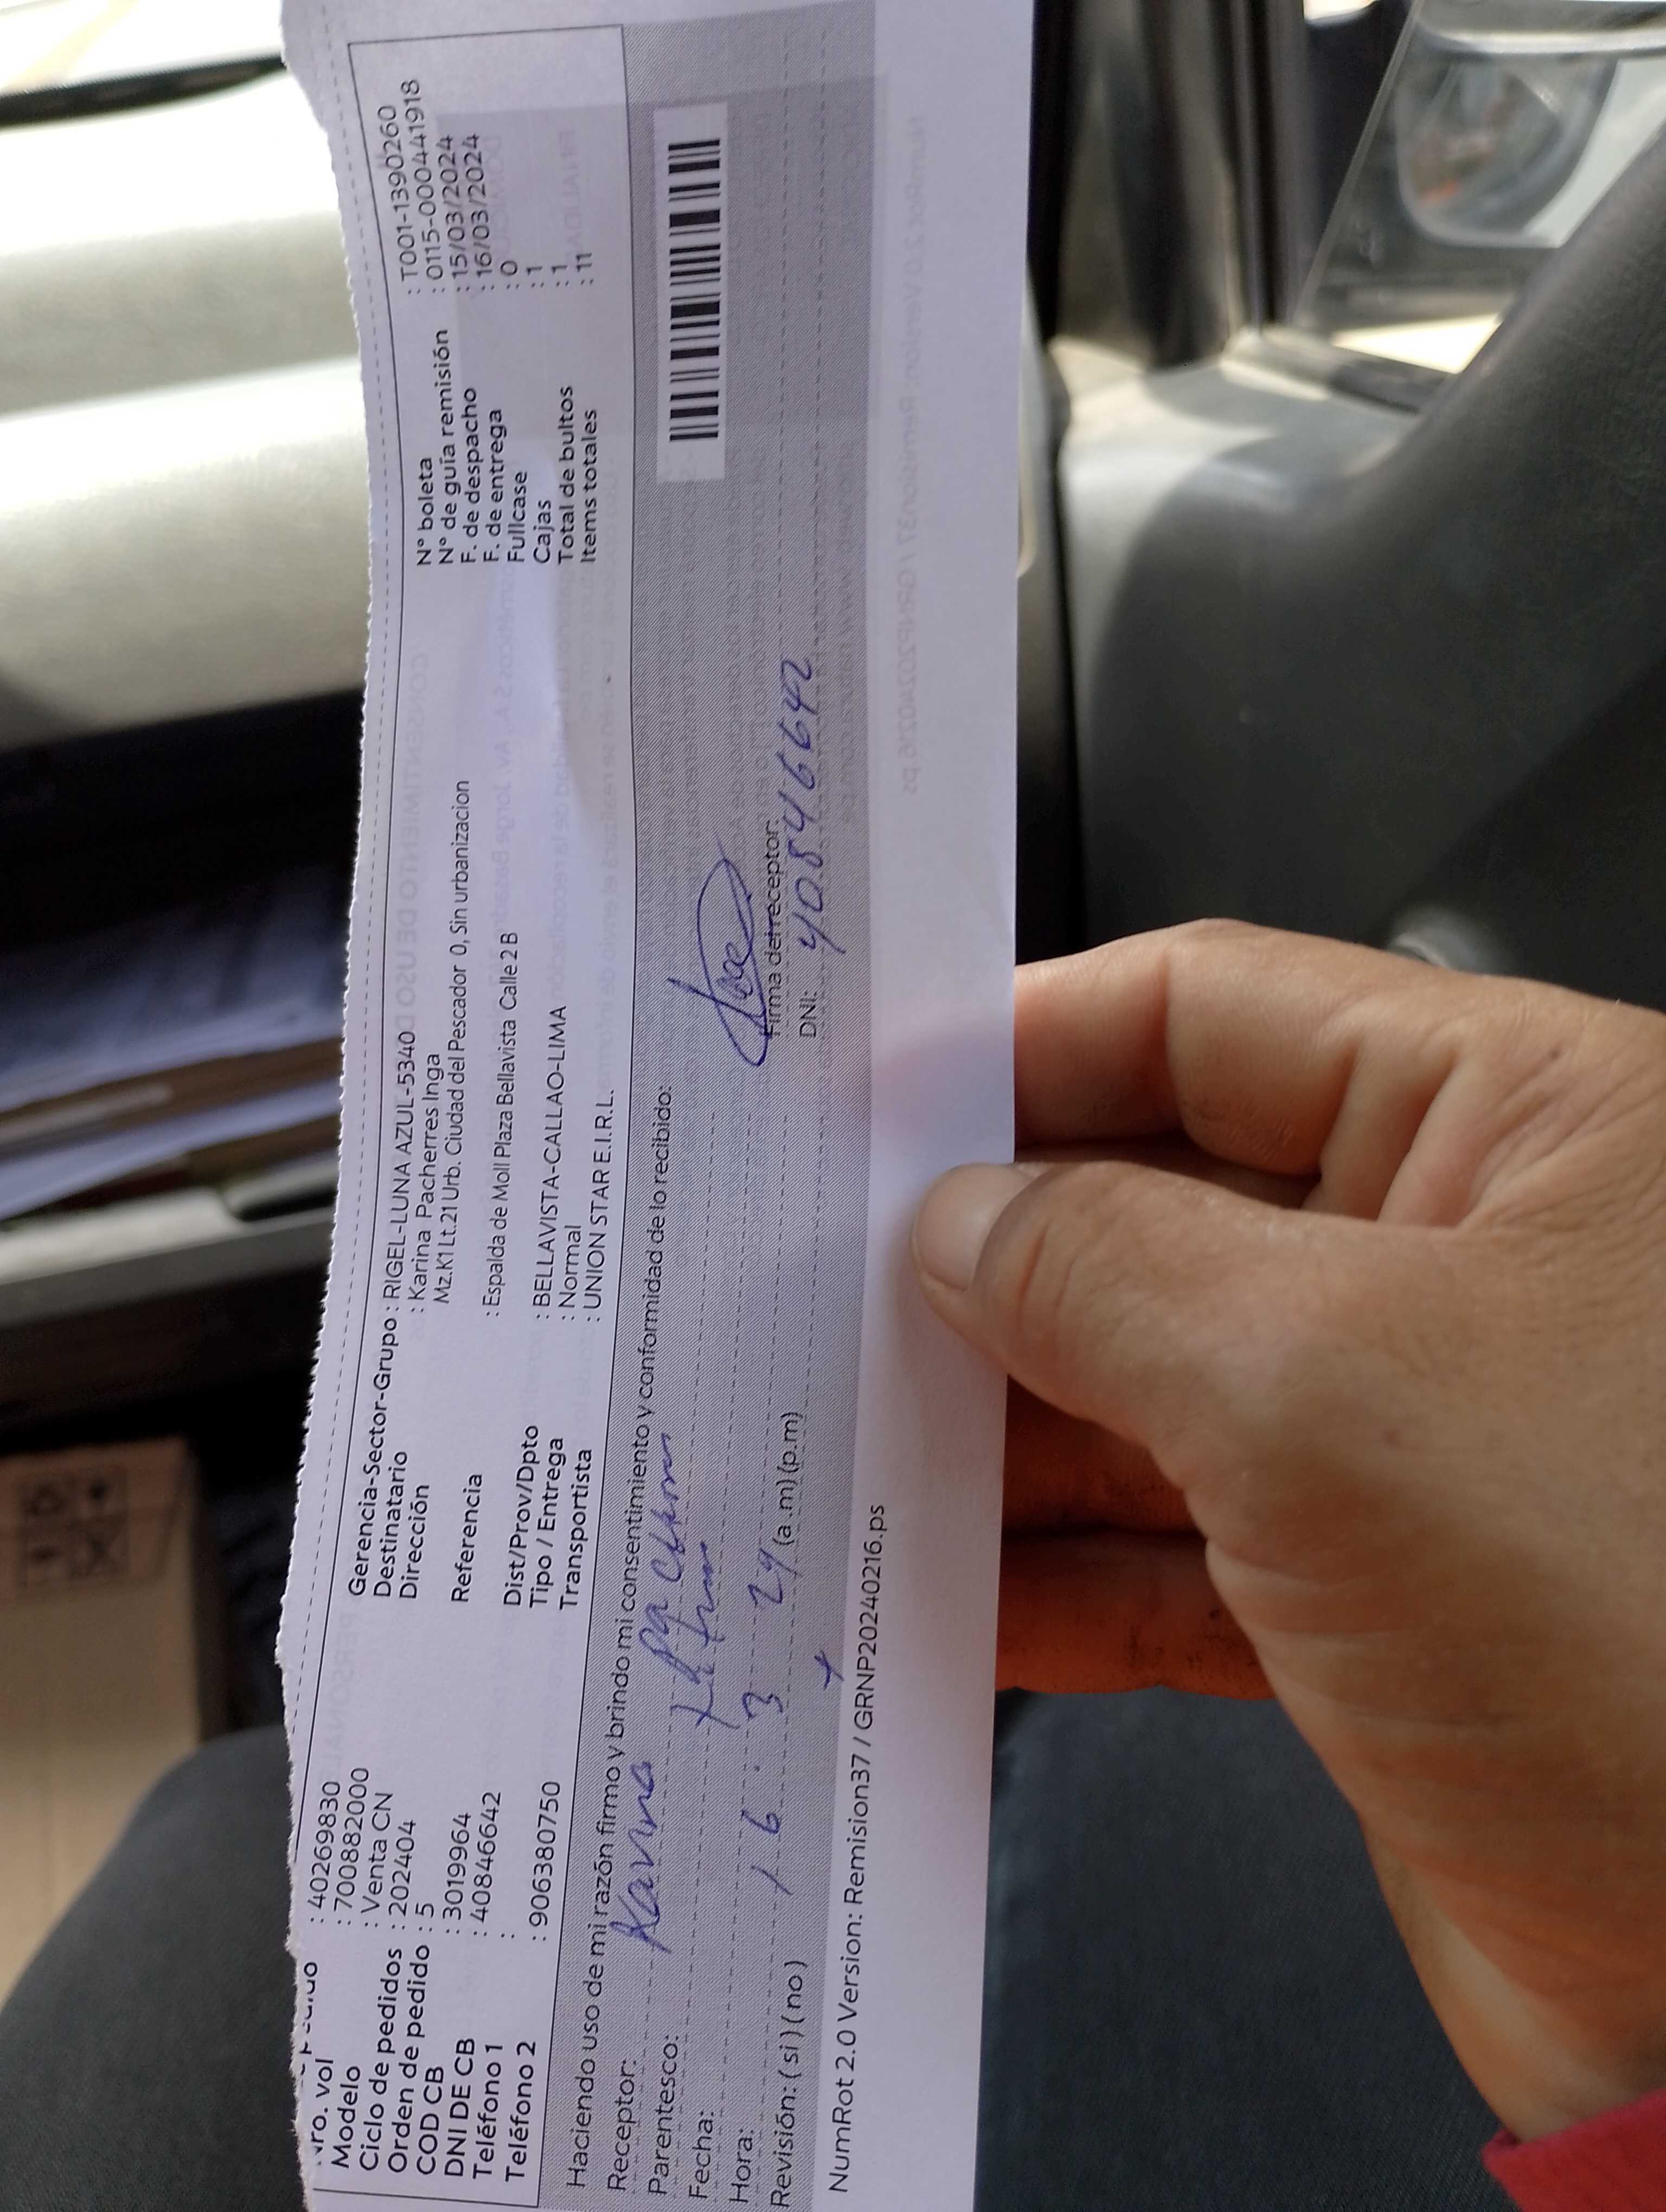 : 40269830
Nro. vol : 700882000
Modelo : Venta CN
Ciclo de pedidos : 202404
Orden de pedido : 5
COD CB : 3019964
DNI DE CB : 40846642
Teléfono 1 :
Teléfono 2 : 906380750
Gerencia-Sector-Grupo : RIGEL-LUNA AZUL-5340
Destinatario : Karina Pacherres Inga
Dirección Mz.K1 Lt.21 Urb. Ciudad del Pescador 0, Sin urbanizacion
Referencia : Espalda de Moll Plaza Bellavista Calle 2 B
Dist/Prov/Dpto : BELLAVISTA-CALLAO-LIMA
Tipo / Entrega : Normal
Transportista : UNION STAR E.I.R.L.
N° boleta : T001-1390260
N° de guía remisión : 0115-000441918
F. de despacho : 15/03/2024
F. de entrega : 16/03/2024
Fullcase : 0
Cajas : 1
Total de bultos : 1
Items totales : 11
Haciendo uso de mi razón firmo y brindo mi consentimiento y conformidad de lo recibido:
Receptor: Karina
Parentesco:
Fecha: 16 3 24
Hora: (a.m) (p.m)
Revisión: ( si ) ( no )
Firma del receptor:
DNI: 40846642
NumRot 2.0 Version: Remision37 / GRNP20240216.ps